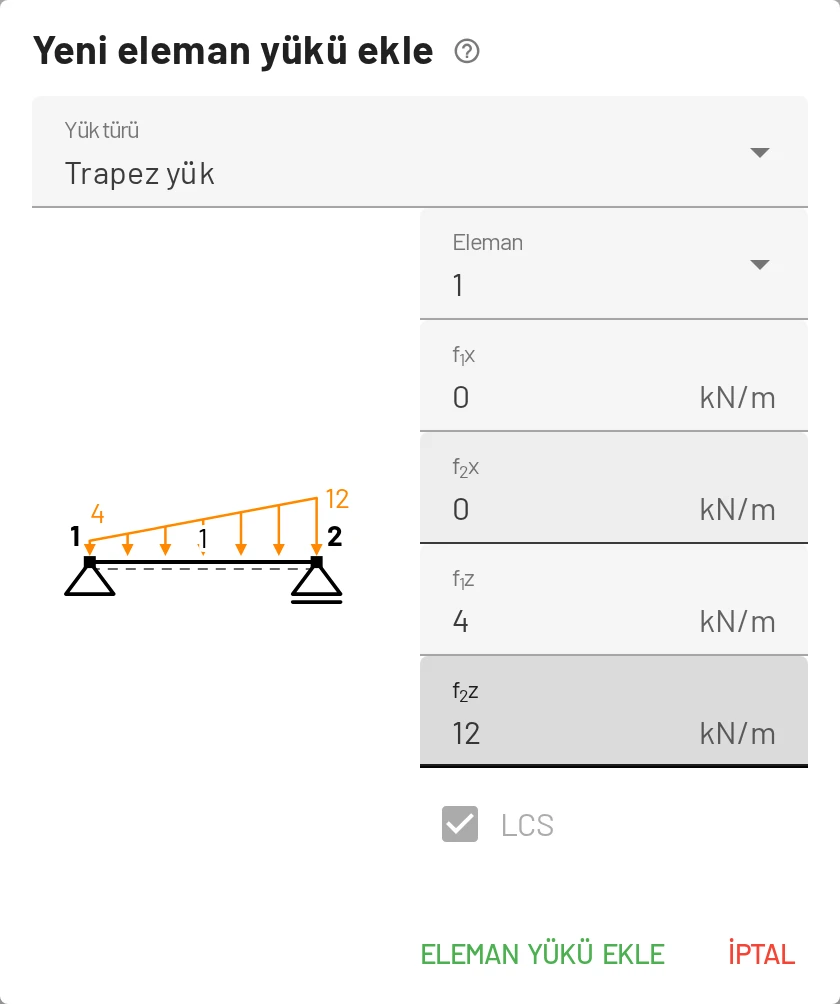 Yeni eleman yükü ekle ?
Yük türü
Trapez yük
Eleman
1
f₁x
0 kN/m
f₂x
0 kN/m
f₁z
4 kN/m
f₂z
12 kN/m
LCS
4
12
1
1
2
ELEMAN YÜKÜ EKLE
İPTAL